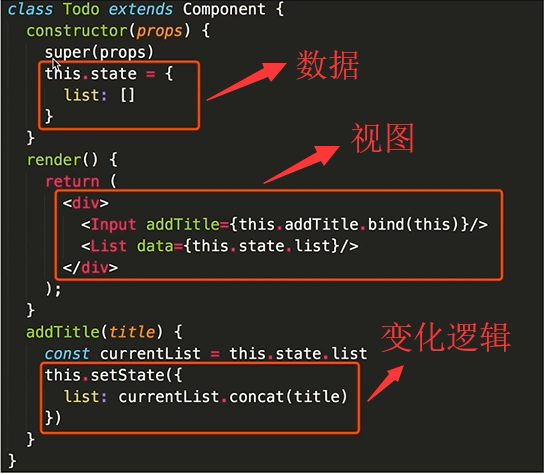 class Todo extends Component {
constructor(props) {
super(props)
this.state = {
数据
list: []
}
}
render() {
视图
return (
<div>
<Input addTitle={this.addTitle.bind(this)}/>
<List data={this.state.list}/>
</div>
);
}
addTitle(title) {
变化逻辑
const currentList = this.state.list
this.setState({
list: currentList.concat(title)
})
}
}